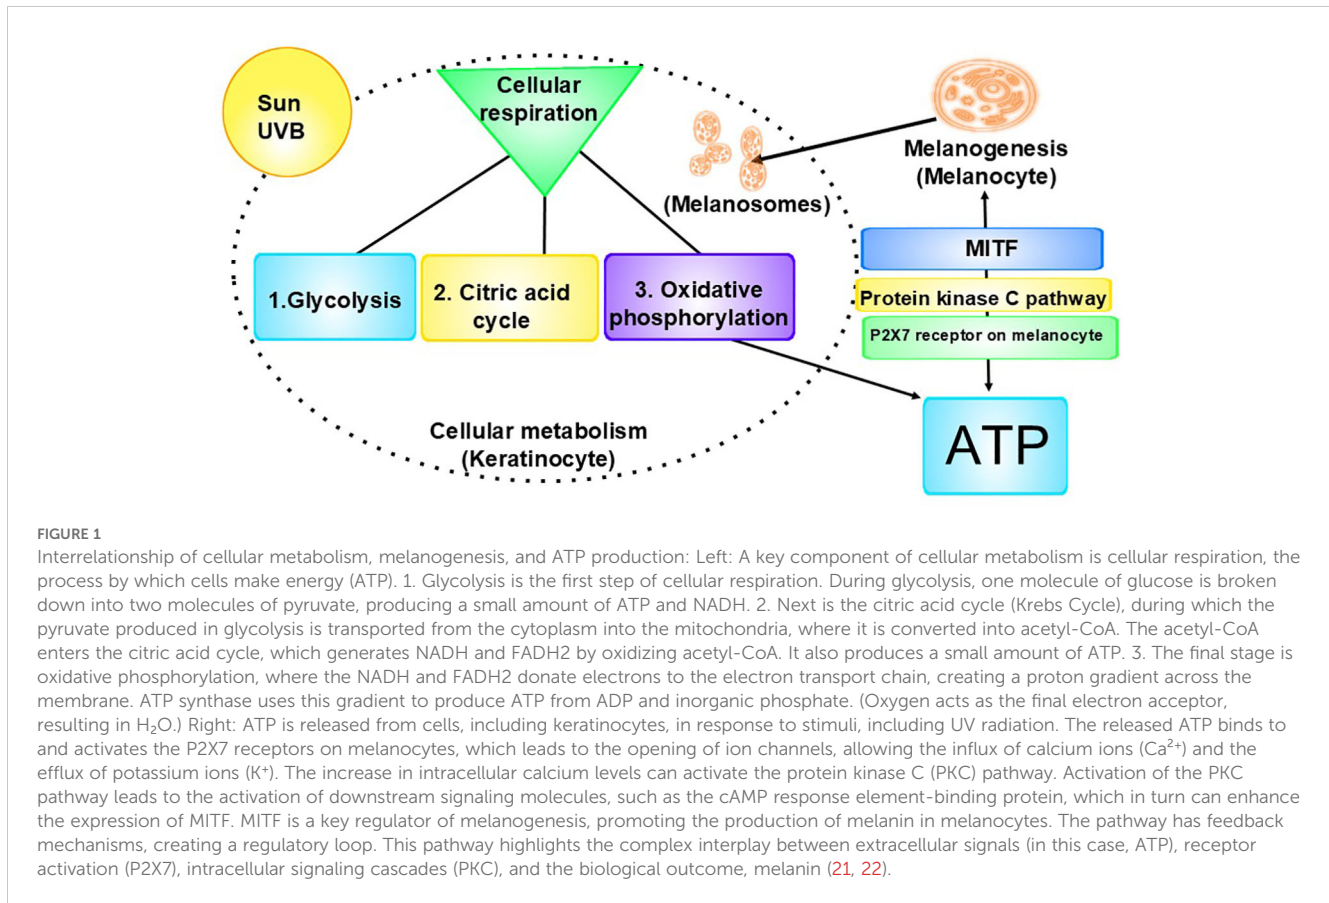 Sun
UVB
Cellular
respiration
(Melanosomes)
Melanogenesis
(Melanocyte)
MITF
Protein kinase C pathway
P2X7 receptor on melanocyte
ATP
1.Glycolysis
2. Citric acid
cycle
3. Oxidative
phosphorylation
Cellular metabolism
(Keratinocyte)
FIGURE 1
Interrelationship of cellular metabolism, melanogenesis, and ATP production: Left: A key component of cellular metabolism is cellular respiration, the
process by which cells make energy (ATP). 1. Glycolysis is the first step of cellular respiration. During glycolysis, one molecule of glucose is broken
down into two molecules of pyruvate, producing a small amount of ATP and NADH. 2. Next is the citric acid cycle (Krebs Cycle), during which the
pyruvate produced in glycolysis is transported from the cytoplasm into the mitochondria, where it is converted into acetyl-CoA. The acetyl-CoA
enters the citric acid cycle, which generates NADH and FADH2 by oxidizing acetyl-CoA. It also produces a small amount of ATP. 3. The final stage is
oxidative phosphorylation, where the NADH and FADH2 donate electrons to the electron transport chain, creating a proton gradient across the
membrane. ATP synthase uses this gradient to produce ATP from ADP and inorganic phosphate. (Oxygen acts as the final electron acceptor,
resulting in H₂O.) Right: ATP is released from cells, including keratinocytes, in response to stimuli, including UV radiation. The released ATP binds to
and activates the P2X7 receptors on melanocytes, which leads to the opening of ion channels, allowing the influx of calcium ions (Ca²⁺) and the
efflux of potassium ions (K⁺). The increase in intracellular calcium levels can activate the protein kinase C (PKC) pathway. Activation of the PKC
pathway leads to the activation of downstream signaling molecules, such as the cAMP response element-binding protein, which in turn can enhance
the expression of MITF. MITF is a key regulator of melanogenesis, promoting the production of melanin in melanocytes. The pathway has feedback
mechanisms, creating a regulatory loop. This pathway highlights the complex interplay between extracellular signals (in this case, ATP), receptor
activation (P2X7), intracellular signaling cascades (PKC), and the biological outcome, melanin (21, 22).